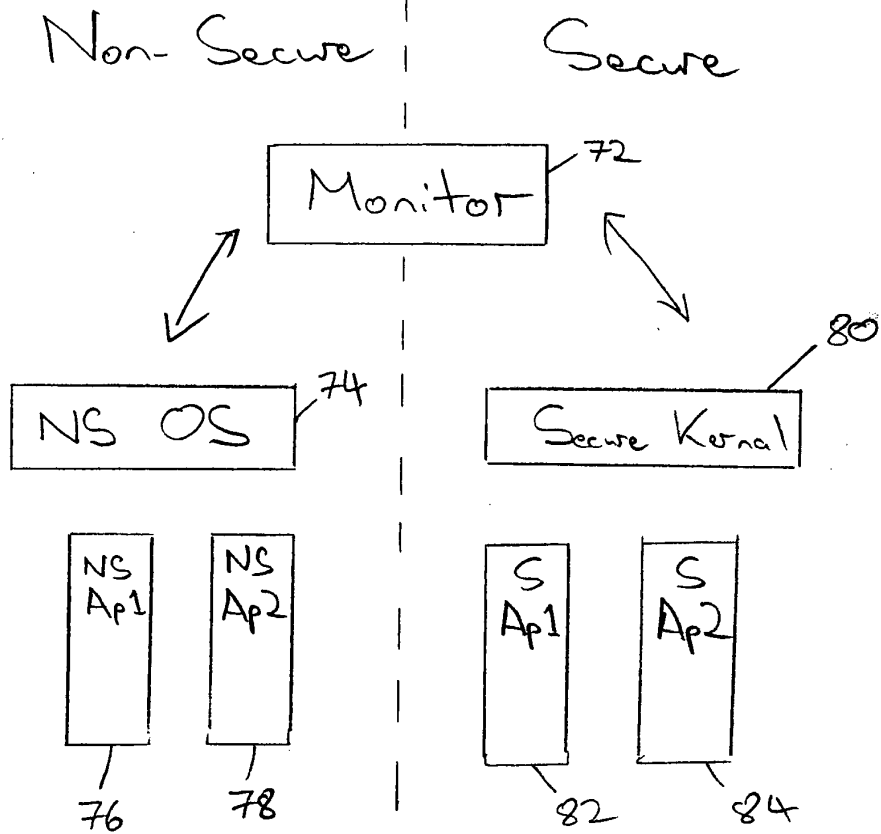 Non-Secure Secure
72
Monitor
80
74
NS OS
Secure Kernal
NS
Ap1
NS
Ap2
S
Ap1
S
Ap2
76 78 82 84